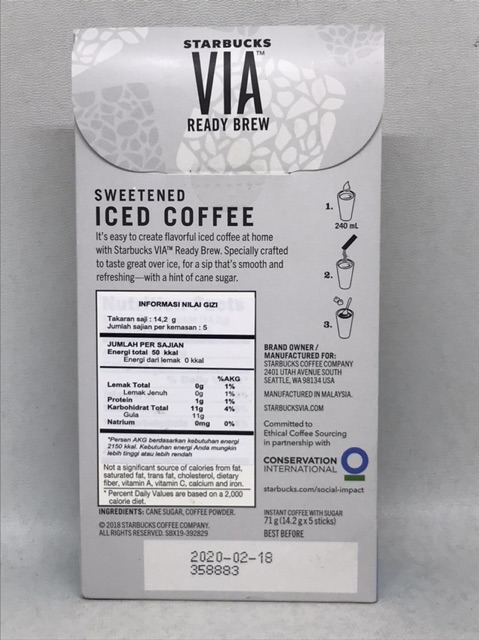 STARBUCKS
VIA™
READY BREW
SWEETENED
ICED COFFEE
It's easy to create flavorful iced coffee at home
with Starbucks VIA™ Ready Brew. Specially crafted
to taste great over ice, for a sip that's smooth and
refreshing—with a hint of cane sugar.
1.
240 mL
2.
3.
INFORMASI NILAI GIZI
Takaran saji : 14,2 g
Jumlah sajian per kemasan : 5
JUMLAH PER SAJIAN
Energi total 50 kkal
Energi dari lemak 0 kkal
%AKG
Lemak Total 0g 1%
Lemak Jenuh 0g 1%
Protein 1g 1%
Karbohidrat Total 11g 4%
Gula 11g
Natrium 0mg 0%
*Persen AKG berdasarkan kebutuhan energi
2150 kkal. Kebutuhan energi Anda mungkin
lebih tinggi atau lebih rendah
Not a significant source of calories from fat,
saturated fat, trans fat, cholesterol, dietary
fiber, vitamin A, vitamin C, calcium and iron.
* Percent Daily Values are based on a 2,000
calorie diet.
INGREDIENTS: CANE SUGAR, COFFEE POWDER.
© 2018 STARBUCKS COFFEE COMPANY.
ALL RIGHTS RESERVED. SBX19-392829
BRAND OWNER /
MANUFACTURED FOR:
STARBUCKS COFFEE COMPANY
2401 UTAH AVENUE SOUTH
SEATTLE, WA 98134 USA
MANUFACTURED IN MALAYSIA.
STARBUCKSVIA.COM
Committed to
Ethical Coffee Sourcing
in partnership with
CONSERVATION
INTERNATIONAL
starbucks.com/social-impact
INSTANT COFFEE WITH SUGAR
71 g (14.2 g x 5 sticks)
BEST BEFORE
2020-02-18
358883